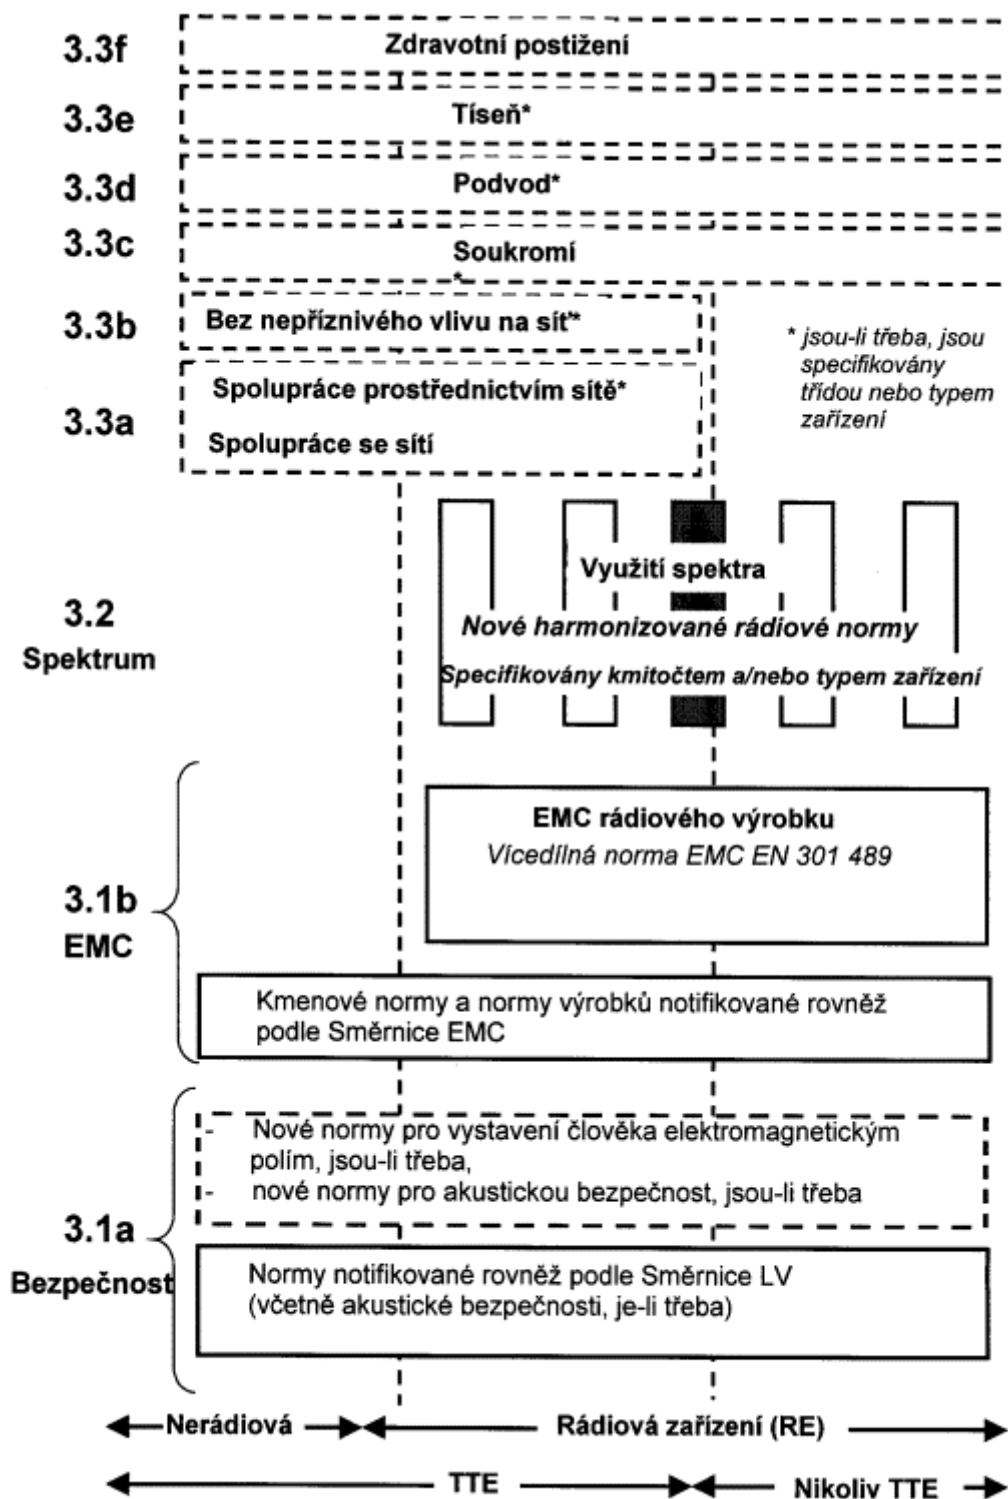 3.3f
Zdravotní postižení
3.3e
Tíseň*
3.3d
Podvod*
3.3c
Soukromí
*
3.3b
Bez nepříznivého vlivu na síť*
* jsou-li třeba, jsou
specifikovány
třídou nebo typem
zařízení
3.3a
Spolupráce prostřednictvím sítě*
Spolupráce se sítí
3.2
Spektrum
Využití spektra
Nové harmonizované rádiové normy
Specifikovány kmitočtem a/nebo typem zařízení
3.1b
EMC
EMC rádiového výrobku
Vícedílná norma EMC EN 301 489
Kmenové normy a normy výrobků notifikované rovněž
podle Směrnice EMC
3.1a
Bezpečnost
- Nové normy pro vystavení člověka elektromagnetickým
polím, jsou-li třeba,
- nové normy pro akustickou bezpečnost, jsou-li třeba
Normy notifikované rovněž podle Směrnice LV
(včetně akustické bezpečnosti, je-li třeba)
Nerádiová
Rádiová zařízení (RE)
TTE
Nikoliv TTE